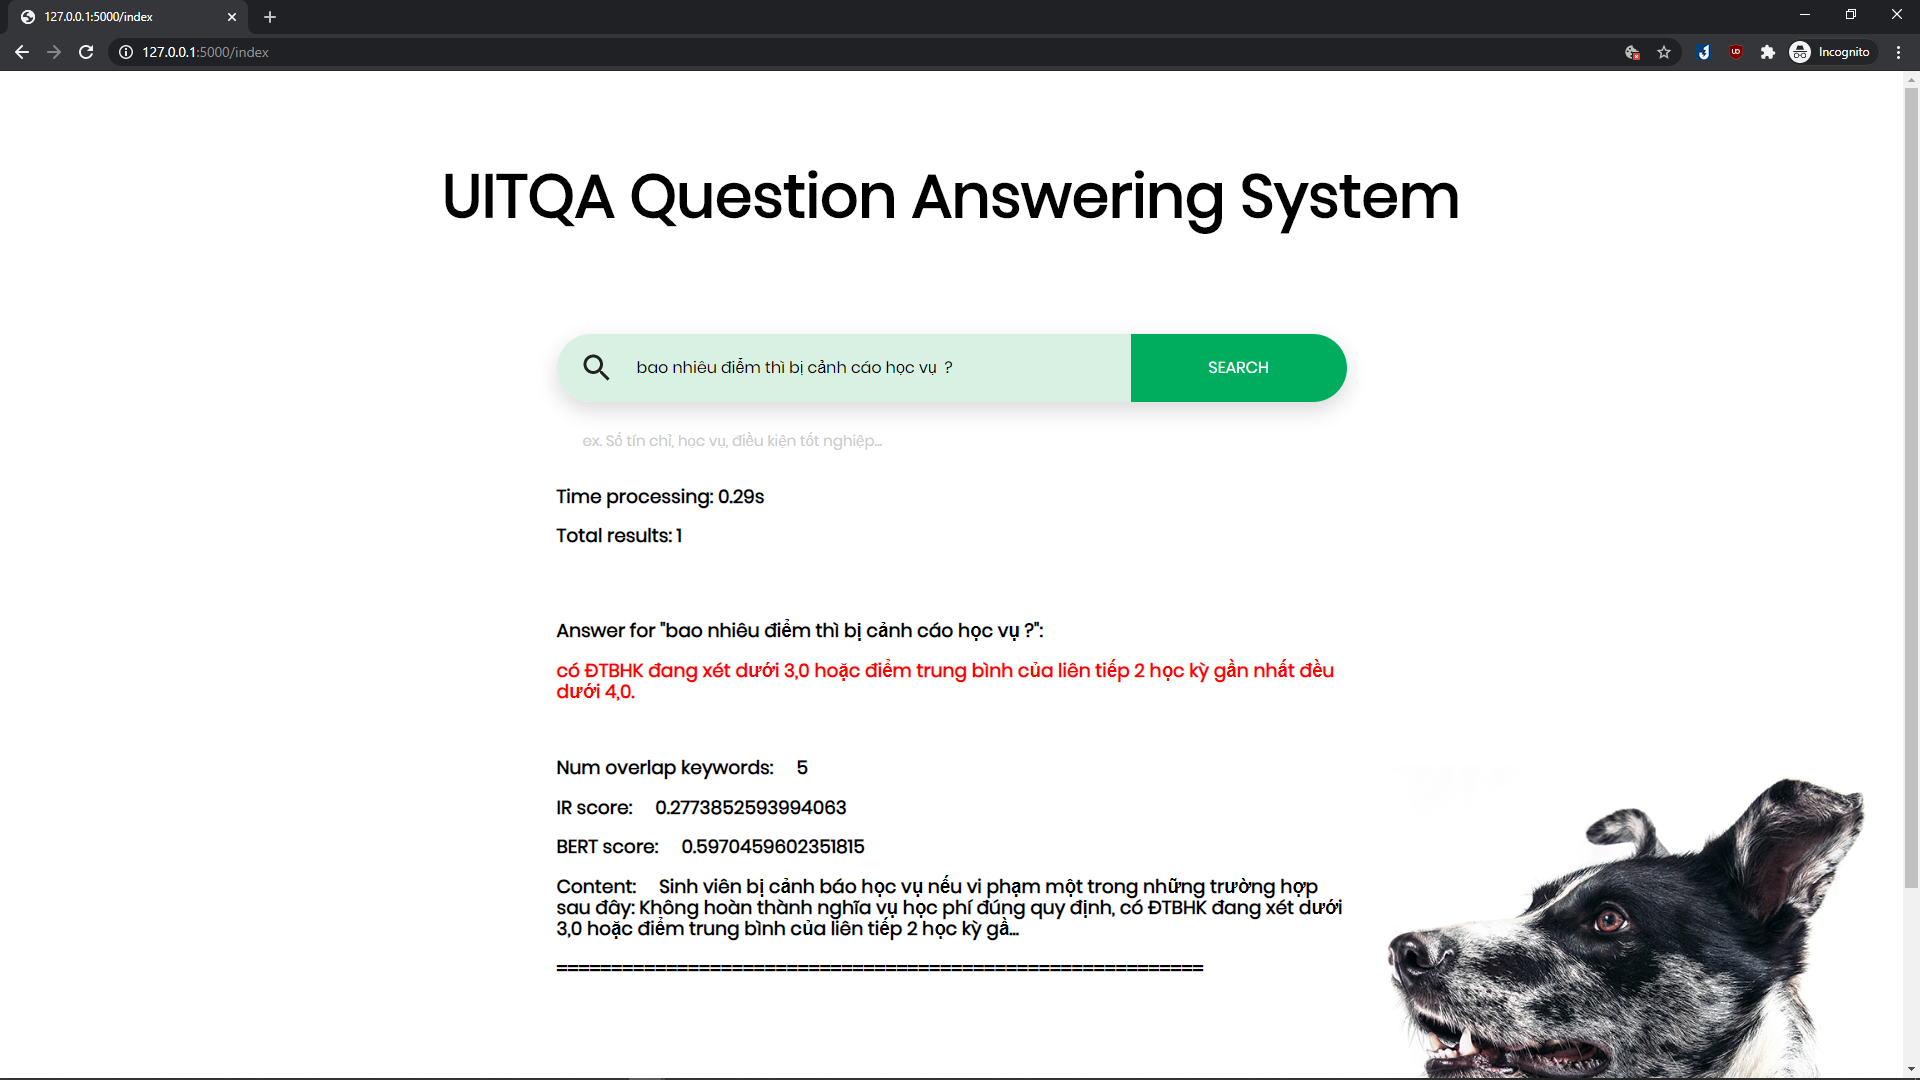 127.0.0.1:5000/index
127.0.0.1:5000/index
Incognito
UITQA Question Answering System
bao nhiêu điểm thì bị cảnh cáo học vụ ?
SEARCH
ex. Số tín chỉ, học vụ, điều kiện tốt nghiệp...
Time processing: 0.29s
Total results: 1
Answer for "bao nhiêu điểm thì bị cảnh cáo học vụ ?":
có ĐTBHK đang xét dưới 3,0 hoặc điểm trung bình của liên tiếp 2 học kỳ gần nhất đều
dưới 4,0.
Num overlap keywords: 5
IR score: 0.2773852593994063
BERT score: 0.5970459602351815
Content: Sinh viên bị cảnh báo học vụ nếu vi phạm một trong những trường hợp
sau đây: Không hoàn thành nghĩa vụ học phí đúng quy định, có ĐTBHK đang xét dưới
3,0 hoặc điểm trung bình của liên tiếp 2 học kỳ gầ...
===========================================================